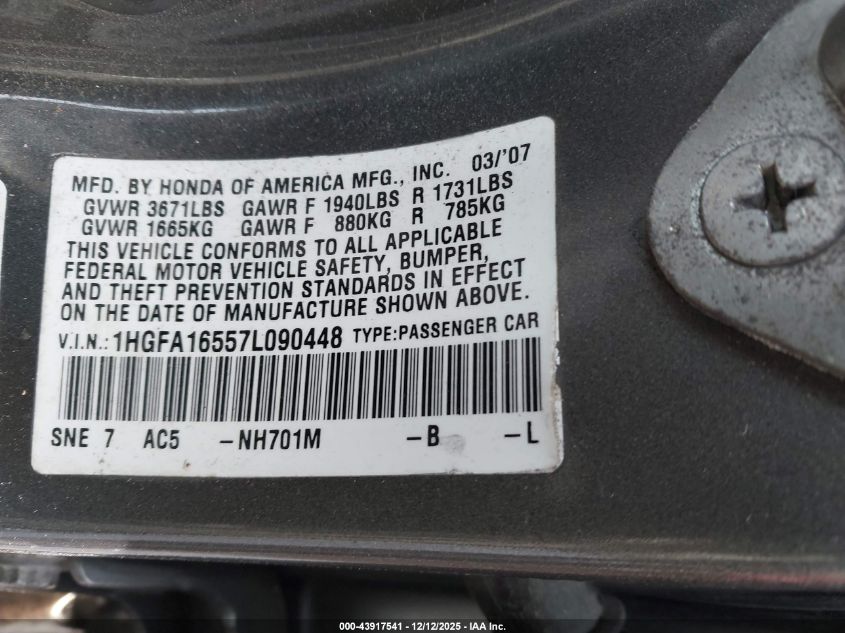 MFD. BY HONDA OF AMERICA MFG., INC. 03/'07
GVWR 3671LBS GAWR F 1940LBS R 1731LBS
GVWR 1665KG GAWR F 880KG R 785KG
THIS VEHICLE CONFORMS TO ALL APPLICABLE
FEDERAL MOTOR VEHICLE SAFETY, BUMPER,
AND THEFT PREVENTION STANDARDS IN EFFECT
ON THE DATE OF MANUFACTURE SHOWN ABOVE.
V.I.N.: 1HGFA16557L090448 TYPE:PASSENGER CAR
SNE 7 AC5 -NH701M -B -L
000-43917541 - 12/12/2025 - IAA Inc.